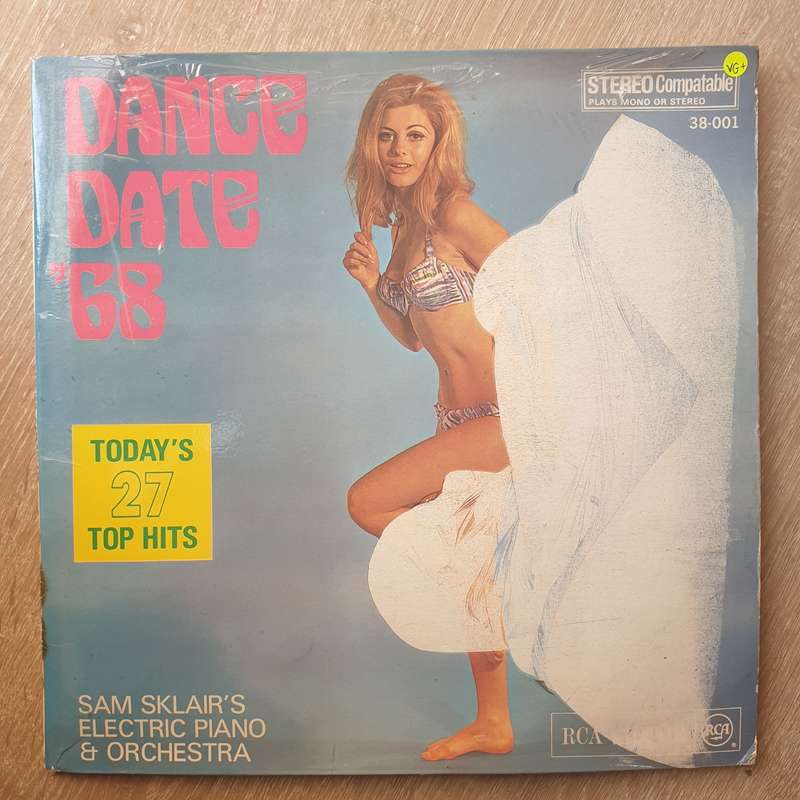 DANCE
DATE
'68
VG+
STEREO Compatable
PLAYS MONO OR STEREO
38-001
TODAY'S
27
TOP HITS
SAM SKLAIR'S
ELECTRIC PIANO
& ORCHESTRA
RCA
RCA